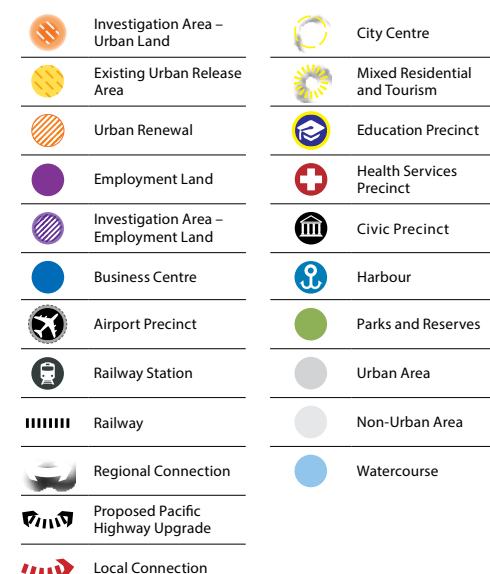 Investigation Area –
Urban Land
Existing Urban Release
Area
Urban Renewal
Employment Land
Investigation Area –
Employment Land
Business Centre
Airport Precinct
Railway Station
Railway
Regional Connection
Proposed Pacific
Highway Upgrade
Local Connection
City Centre
Mixed Residential
and Tourism
Education Precinct
Health Services
Precinct
Civic Precinct
Harbour
Parks and Reserves
Urban Area
Non-Urban Area
Watercourse